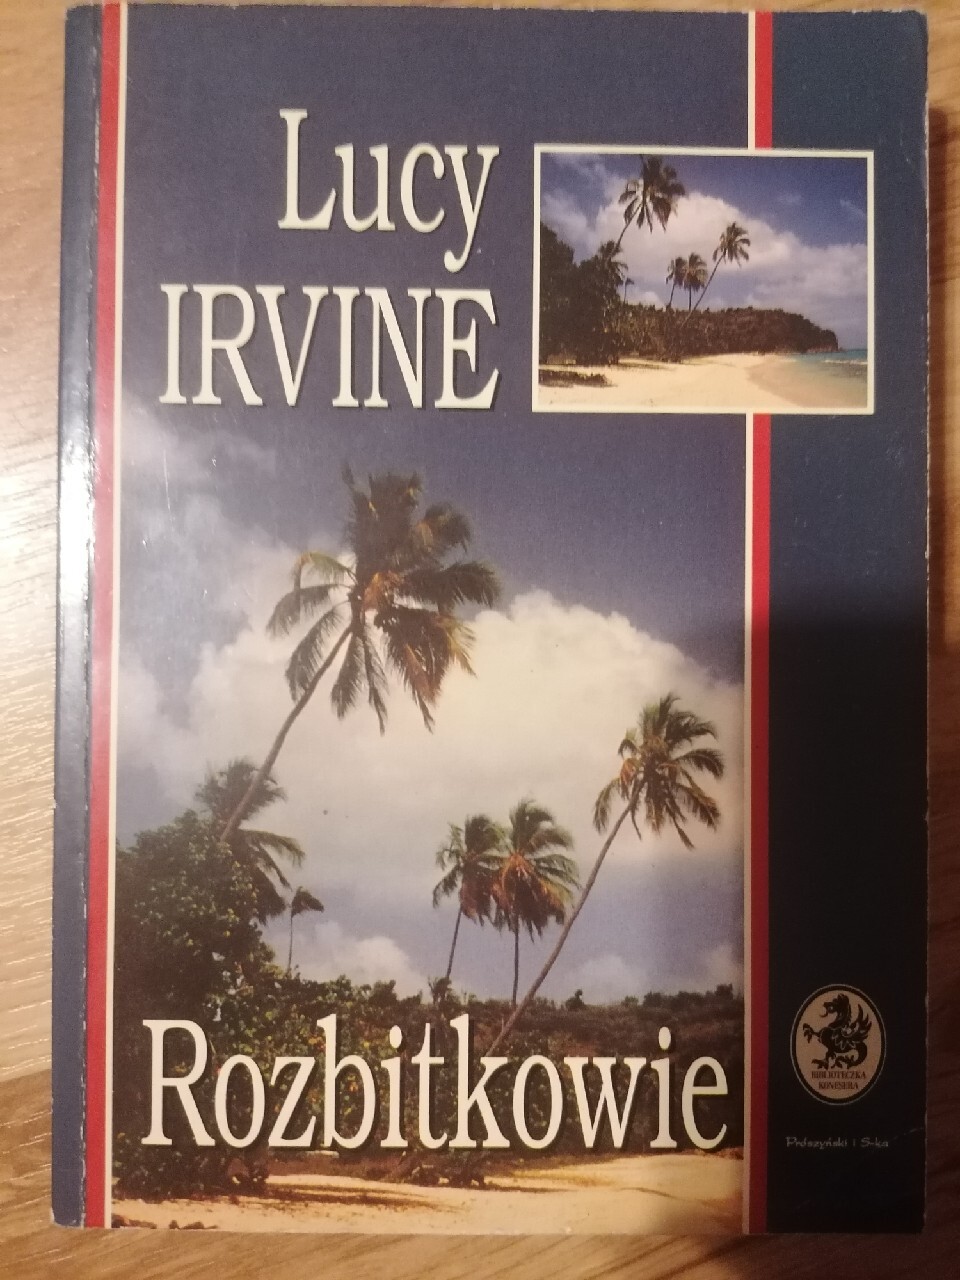 Lucy
IRVINE
Rozbitkowie
BIBLIOTECZKA
KONESERA
Prószyński i S-ka